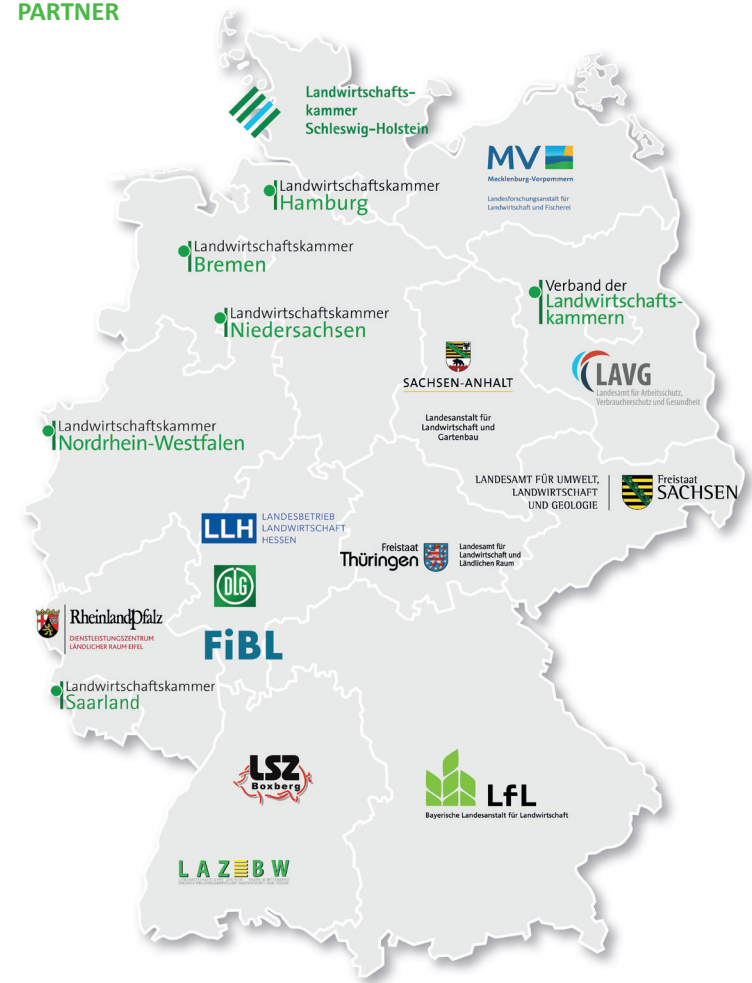 PARTNER
Landwirtschafts-
kammer
Schleswig-Holstein
MV
Mecklenburg-Vorpommern
Landesforschungsanstalt für
Landwirtschaft und Fischerei
Landwirtschaftskammer
Hamburg
Landwirtschaftskammer
Bremen
Verband der
Landwirtschafts-
kammern
Landwirtschaftskammer
Niedersachsen
SACHSEN-ANHALT
Landesanstalt für
Landwirtschaft und
Gartenbau
LAVG
Landesamt für Arbeitsschutz,
Verbraucherschutz und Gesundheit
Landwirtschaftskammer
Nordrhein-Westfalen
LANDESAMT FÜR UMWELT,
LANDWIRTSCHAFT
UND GEOLOGIE
Freistaat
SACHSEN
LLH
LANDESBETRIEB
LANDWIRTSCHAFT
HESSEN
Freistaat
Thüringen
Landesamt für
Landwirtschaft und
Ländlichen Raum
DLG
RheinlandPfalz
DIENSTLEISTUNGSZENTRUM
LÄNDLICHER RAUM EIFEL
FiBL
Landwirtschaftskammer
Saarland
LSZ
Boxberg
LfL
Bayerische Landesanstalt für Landwirtschaft
LAZBW